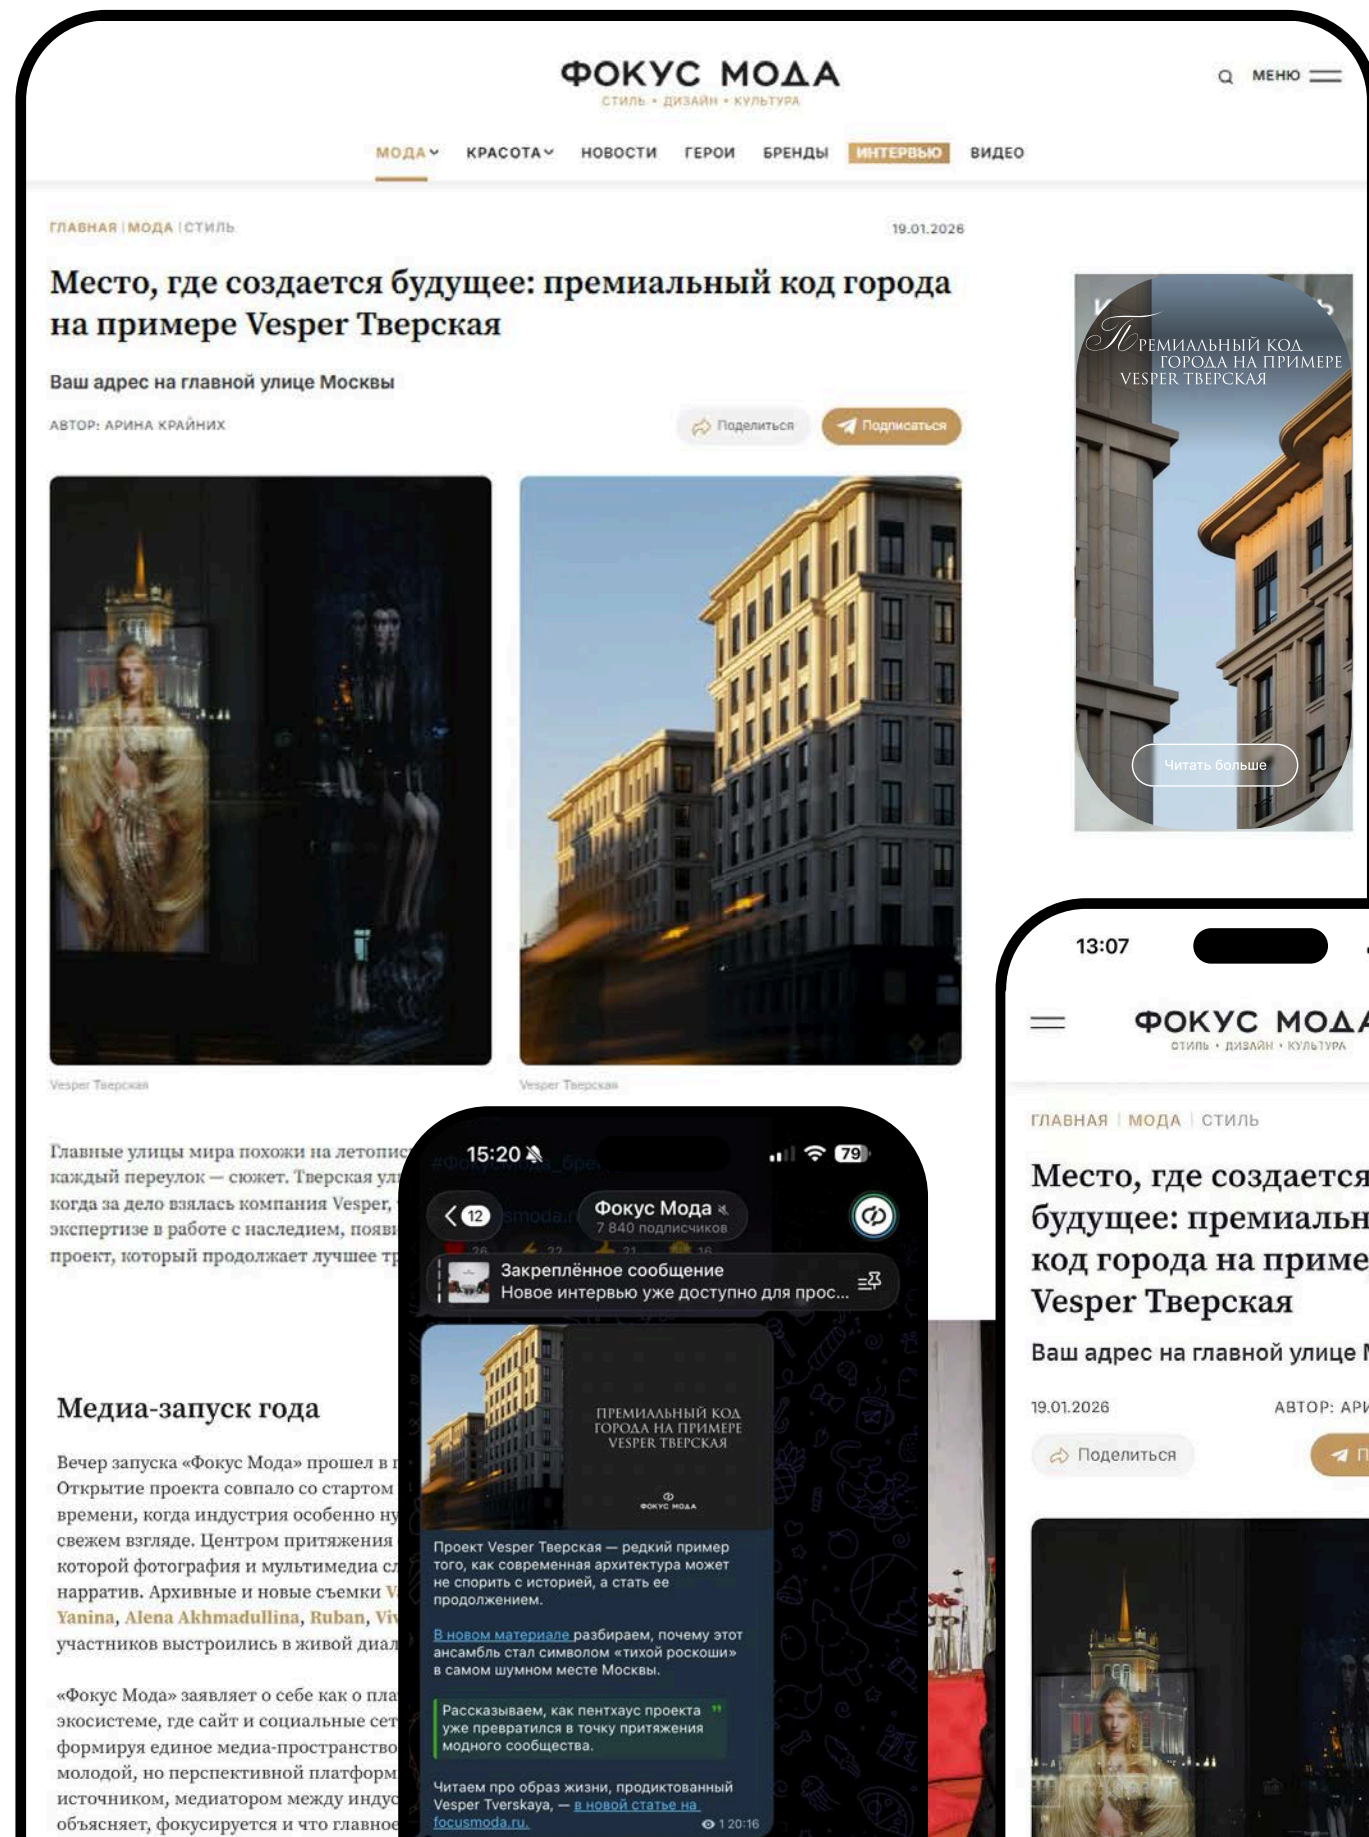 ФОКУС МОДА
СТИЛЬ • ДИЗАЙН • КУЛЬТУРА
МЕНЮ
МОДА КРАСОТА НОВОСТИ ГЕРОИ БРЕНДЫ ИНТЕРВЬЮ ВИДЕО
ГЛАВНАЯ | МОДА | СТИЛЬ
19.01.2026
Место, где создается будущее: премиальный код города
на примере Vesper Тверская
Ваш адрес на главной улице Москвы
АВТОР: АРИНА КРАЙНИХ
Поделиться
Подписаться
ПРЕМИАЛЬНЫЙ КОД
ГОРОДА НА ПРИМЕРЕ
VESPER ТВЕРСКАЯ
Читать больше
Vesper Тверская
Vesper Тверская
Главные улицы мира похожи на
каждый переулок — сюжет. Тверская
когда за дело взялась компания Vesper,
экспертизе в работе с наследием,
проект, который продолжает лучшее
Медиа-запуск года
Вечер запуска «Фокус Мода» прошел в
Открытие проекта совпало со стартом
времени, когда индустрия особенно
свежем взгляде. Центром притяжения
которой фотография и мультимедиа
нарратив. Архивные и новые съемки
Yanina, Alena Akhmadullina, Ruban,
участников выстроились в живой
«Фокус Мода» заявляет о себе как о
экосистеме, где сайт и социальные
формируя единое медиа-пространство
молодой, но перспективной
источником, медиатором между
объясняет, фокусируется и что главное
15:20
79
12
Фокус Мода
7 840 подписчиков
26 22 21 16
Закреплённое сообщение
Новое интервью уже доступно для прос...
ПРЕМИАЛЬНЫЙ КОД
ГОРОДА НА ПРИМЕРЕ
VESPER ТВЕРСКАЯ
ФОКУС МОДА
Проект Vesper Тверская — редкий пример
того, как современная архитектура может
не спорить с историей, а стать ее
продолжением.
В новом материале разбираем, почему этот
ансамбль стал символом «тихой роскоши»
в самом шумном месте Москвы.
Рассказываем, как пентхаус проекта
уже превратился в точку притяжения
модного сообщества.
Читаем про образ жизни, продиктованный
Vesper Tverskaya, — в новой статье на
focusmoda.ru.
1 20:16
13:07
ФОКУС МОДА
СТИЛЬ • ДИЗАЙН • КУЛЬТУРА
ГЛАВНАЯ | МОДА | СТИЛЬ
Место, где создается
будущее: премиальн
код города на приме
Vesper Тверская
Ваш адрес на главной улице
19.01.2026
АВТОР: АРИ
Поделиться